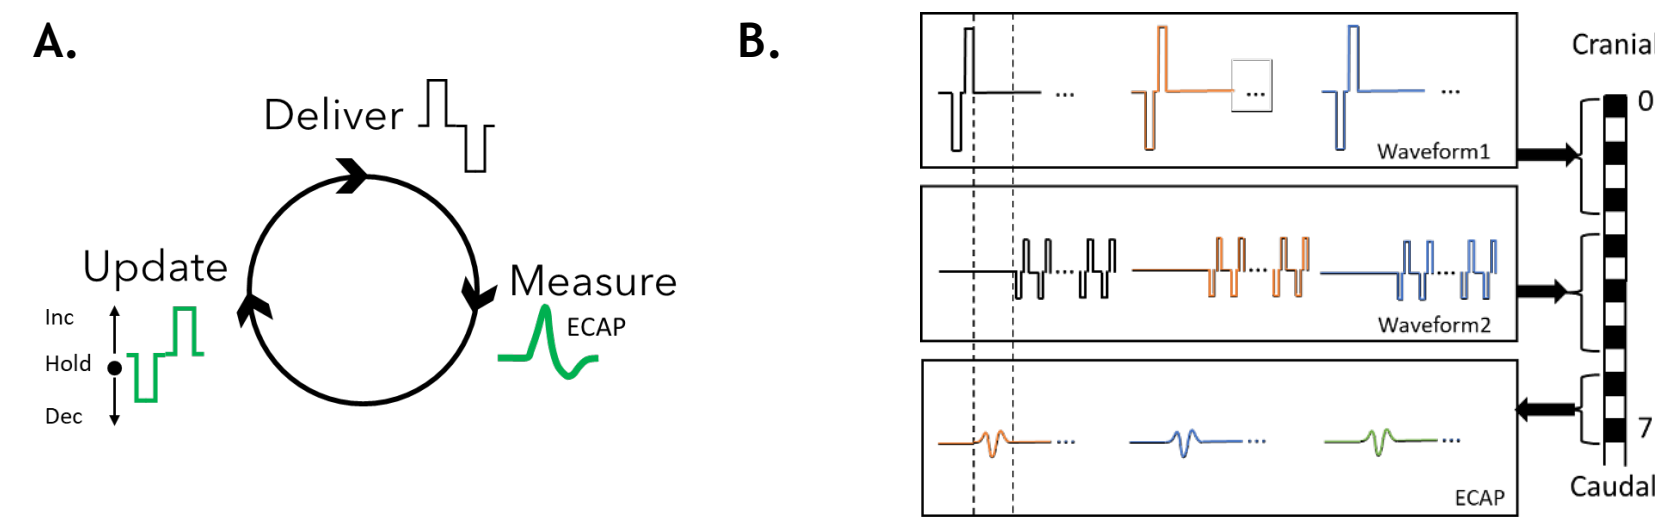 A.
Deliver
Update
Inc
Hold
Dec
Measure
ECAP
B.
... ... ...
Waveform1
... ... ...
Waveform2
... ... ...
ECAP
Cranial
0
7
Caudal